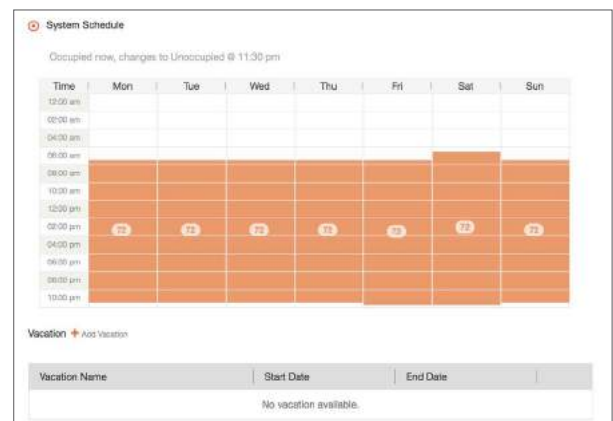 System Schedule
Occupied now, changes to Unoccupied @ 11:30 pm
Time Mon Tue Wed Thu Fri Sat Sun
12:00 am
02:00 am
04:00 am
06:00 am
08:00 am
10:00 am
12:00 pm
02:00 pm 72 72 72 72 72 72 72
04:00 pm
06:00 pm
08:00 pm
10:00 pm
Vacation + Add Vacation
Vacation Name Start Date End Date
No vacation available.